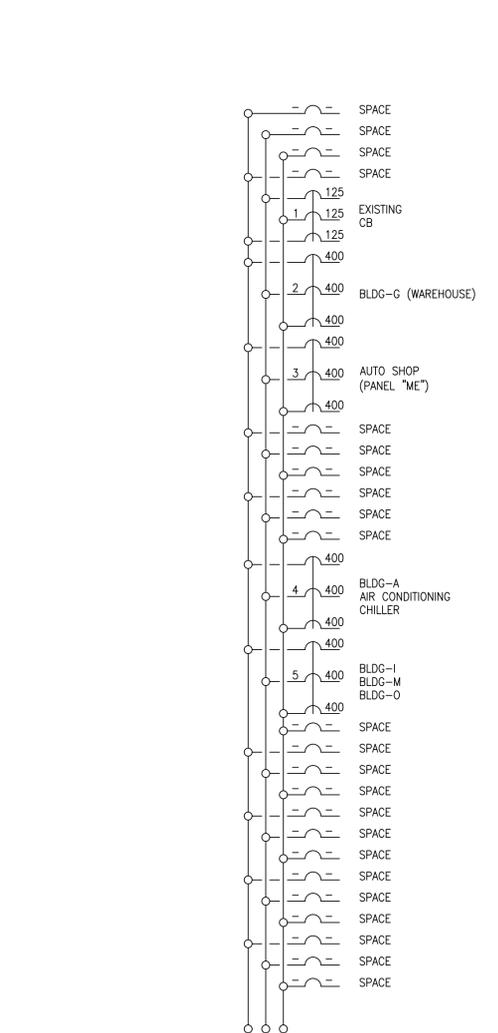 – – SPACE
– – SPACE
– – SPACE
– – SPACE
125
1 125 EXISTING
CB
125
400
2 400 BLDG–G (WAREHOUSE)
400
400
3 400 AUTO SHOP
(PANEL "ME")
400
– – SPACE
– – SPACE
– – SPACE
– – SPACE
– – SPACE
– – SPACE
400
BLDG–A
4 400 AIR CONDITIONING
CHILLER
400
400
BLDG–I
5 400 BLDG–M
BLDG–O
400
– – SPACE
– – SPACE
– – SPACE
– – SPACE
– – SPACE
– – SPACE
– – SPACE
– – SPACE
– – SPACE
– – SPACE
– – SPACE
– – SPACE
– – SPACE